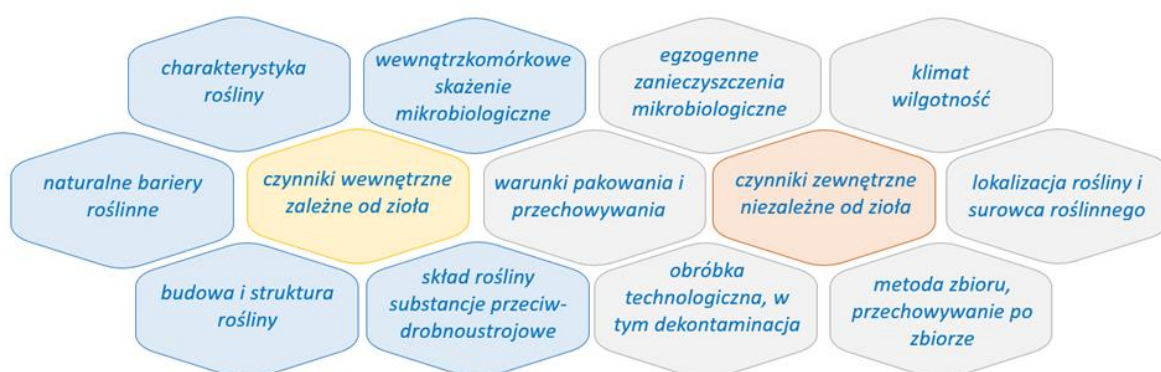 charakterystyka
rośliny
wewnątrzkomórkowe
skażenie
mikrobiologiczne
egzogenne
zanieczyszczenia
mikrobiologiczne
klimat
wilgotność
naturalne bariery
roślinne
czynniki wewnętrzne
zależne od zioła
warunki pakowania i
przechowywania
czynniki zewnętrzne
niezależne od zioła
lokalizacja rośliny i
surowca roślinnego
budowa i struktura
rośliny
skład rośliny
substancje przeciw-
drobnoustrojowe
obróbka
technologiczna, w
tym dekontaminacja
metoda zbioru,
przechowywanie po
zbiorze